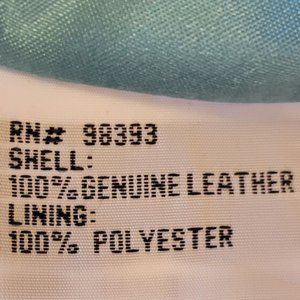 RN# 98393
SHELL:
100% GENUINE LEATHER
LINING:
100% POLYESTER